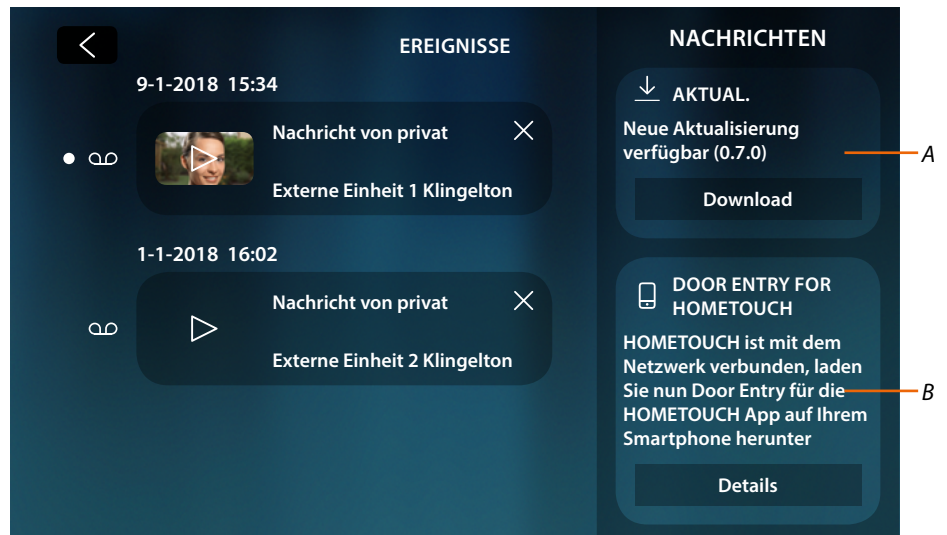 EREIGNISSE
9-1-2018 15:34
Nachricht von privat
Externe Einheit 1 Klingelton
1-1-2018 16:02
Nachricht von privat
Externe Einheit 2 Klingelton
NACHRICHTEN
AKTUAL.
Neue Aktualisierung
verfügbar (0.7.0)
A
Download
DOOR ENTRY FOR
HOMETOUCH
HOMETOUCH ist mit dem
Netzwerk verbunden, laden
Sie nun Door Entry für die
B
HOMETOUCH App auf Ihrem
Smartphone herunter
Details